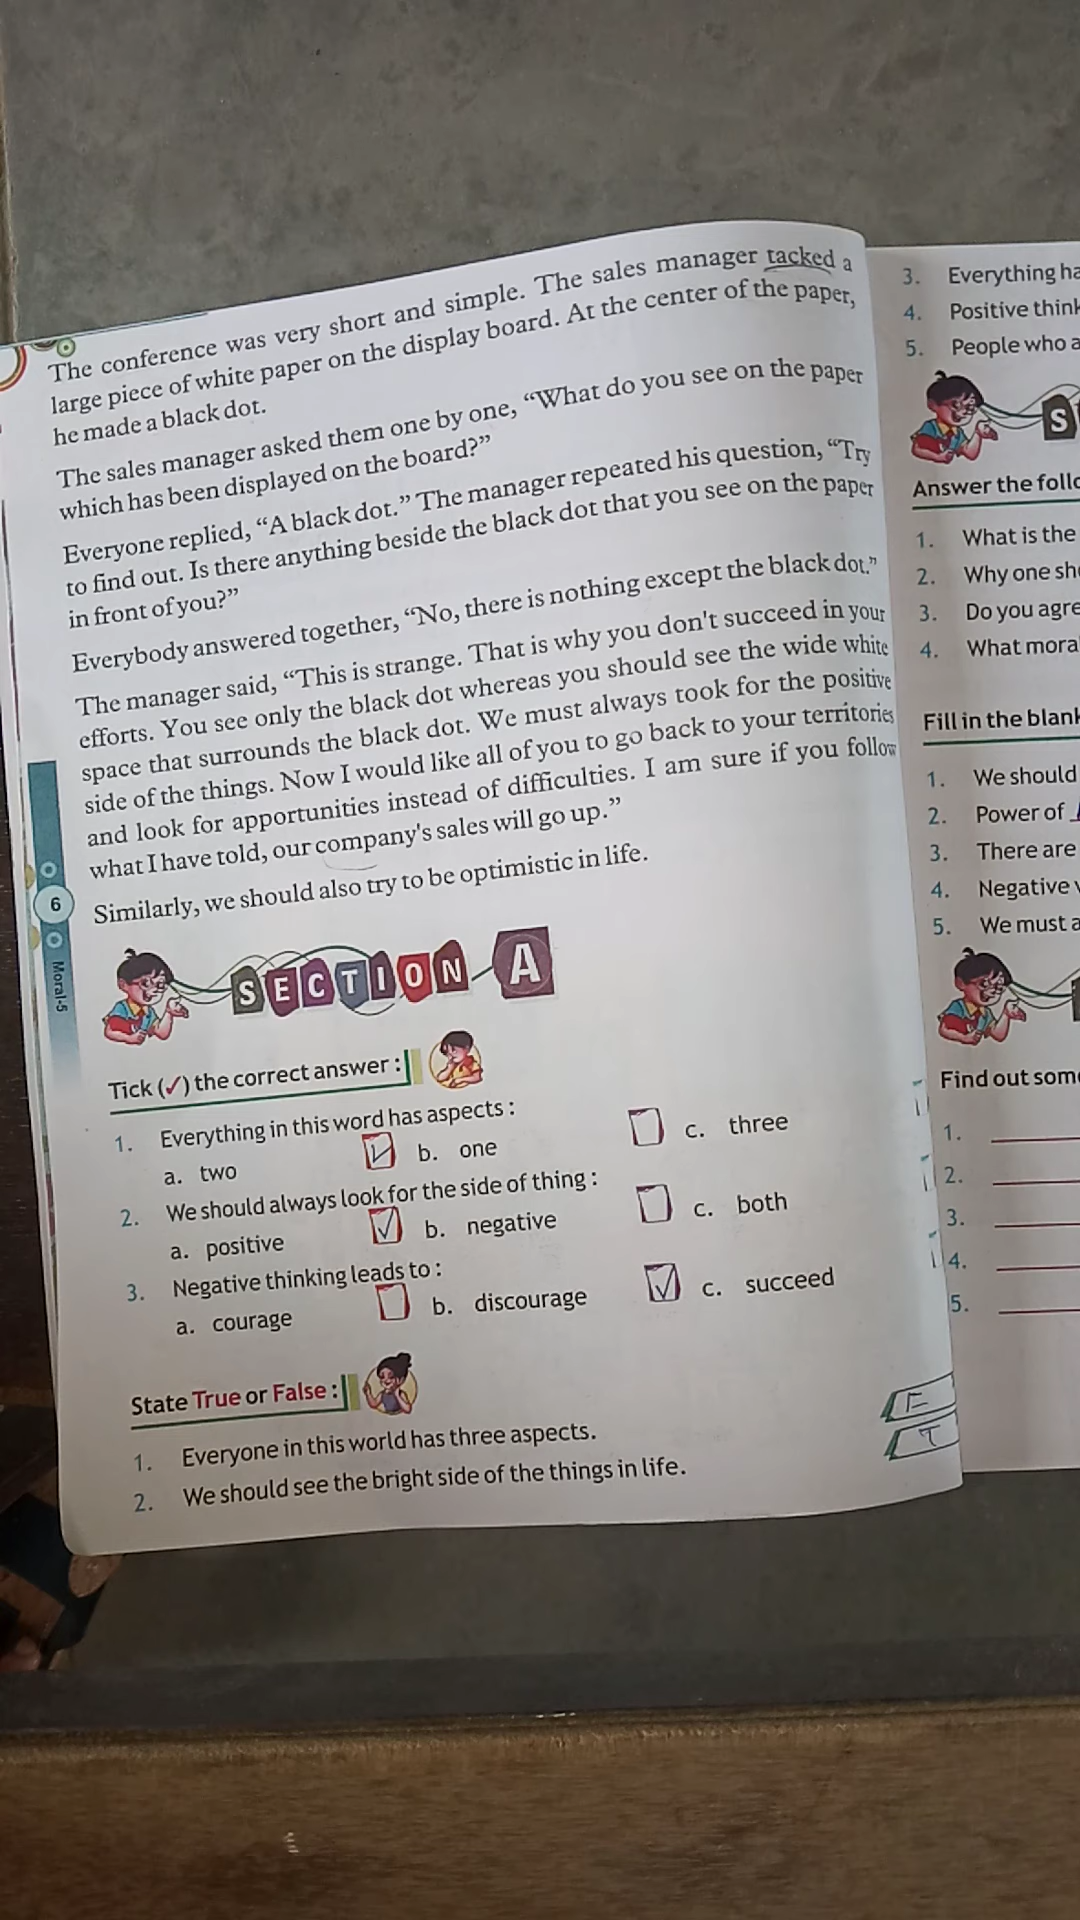 The conference was very short and simple. The sales manager tacked a
large piece of white paper on the display board. At the center of the paper,
he made a black dot.
The sales manager asked them one by one, “What do you see on the paper
which has been displayed on the board?”
Everyone replied, “A black dot.” The manager repeated his question, “Try
to find out. Is there anything beside the black dot that you see on the paper
in front of you?”
Everybody answered together, “No, there is nothing except the black dot.”
The manager said, “This is strange. That is why you don't succeed in your
efforts. You see only the black dot whereas you should see the wide white
space that surrounds the black dot. We must always took for the positive
side of the things. Now I would like all of you to go back to your territories
and look for apportunities instead of difficulties. I am sure if you follow
what I have told, our company's sales will go up.”
Similarly, we should also try to be optimistic in life.
6
Moral-5
SECTION A
Tick (✓) the correct answer :
1. Everything in this word has aspects :
a. two ✓ b. one c. three
2. We should always look for the side of thing :
a. positive ✓ b. negative c. both
3. Negative thinking leads to :
a. courage b. discourage ✓ c. succeed
State True or False :
1. Everyone in this world has three aspects. F
2. We should see the bright side of the things in life. T
3. Everything
4. Positive
5. People who
S
Answer the
1. What is the
2. Why one
3. Do you
4. What
Fill in the
1. We should
2. Power of
3. There are
4. Negative
5. We must
Find out
1.
2.
3.
4.
5.